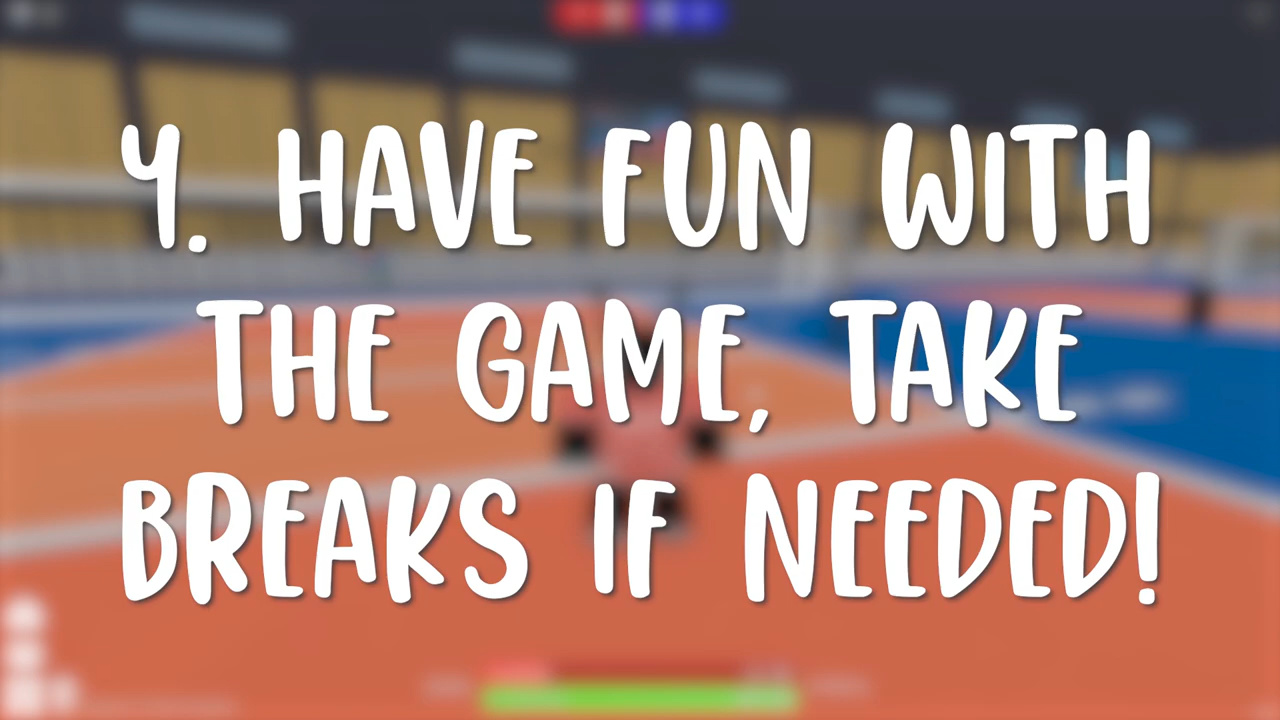 4. HAVE FUN WITH
THE GAME, TAKE
BREAKS IF NEEDED!